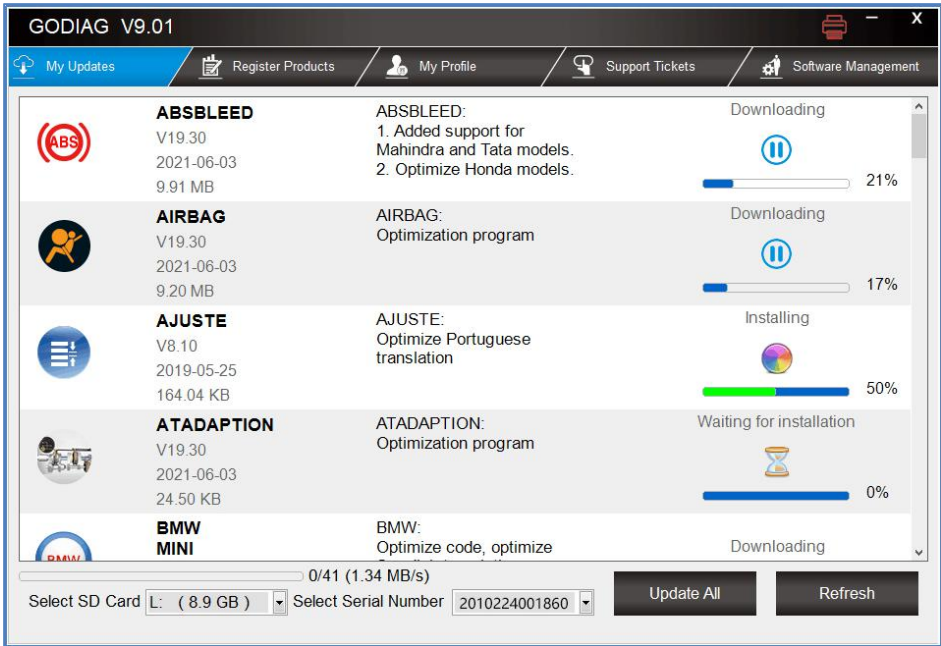 GODIAG V9.01
X
My Updates
Register Products
My Profile
Support Tickets
Software Management
ABS
ABSBLEED
V19.30
2021-06-03
9.91 MB
ABSBLEED:
1. Added support for
Mahindra and Tata models.
2. Optimize Honda models.
Downloading
21%
AIRBAG
V19.30
2021-06-03
9.20 MB
AIRBAG:
Optimization program
Downloading
17%
AJUSTE
V8.10
2019-05-25
164.04 KB
AJUSTE:
Optimize Portuguese
translation
Installing
50%
ATADAPTION
V19.30
2021-06-03
24.50 KB
ATADAPTION:
Optimization program
Waiting for installation
0%
BMW
BMW
MINI
BMW:
Optimize code, optimize
Downloading
0/41 (1.34 MB/s)
Select SD Card L: ( 8.9 GB ) Select Serial Number 2010224001860
Update All
Refresh